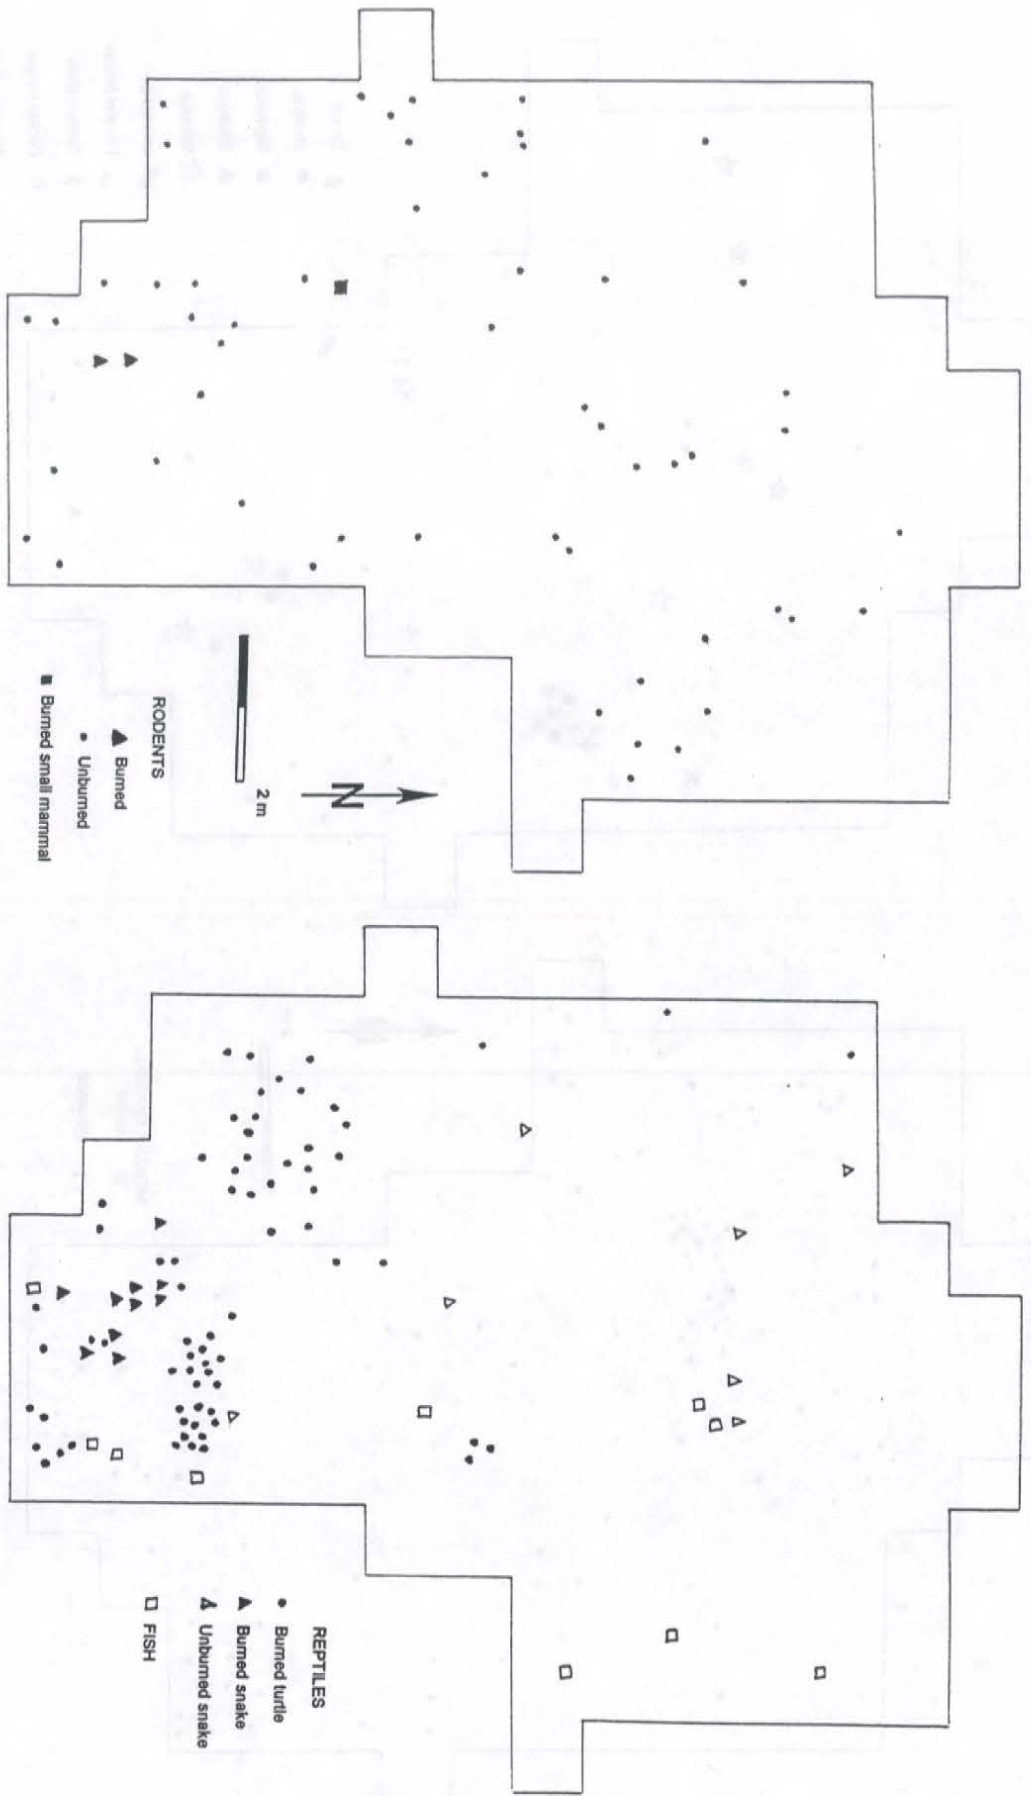 RODENTS
Burned
Unburned
Burned small mammal
2 m
N
REPTILES
Burned turtle
Burned snake
Unburned snake
FISH